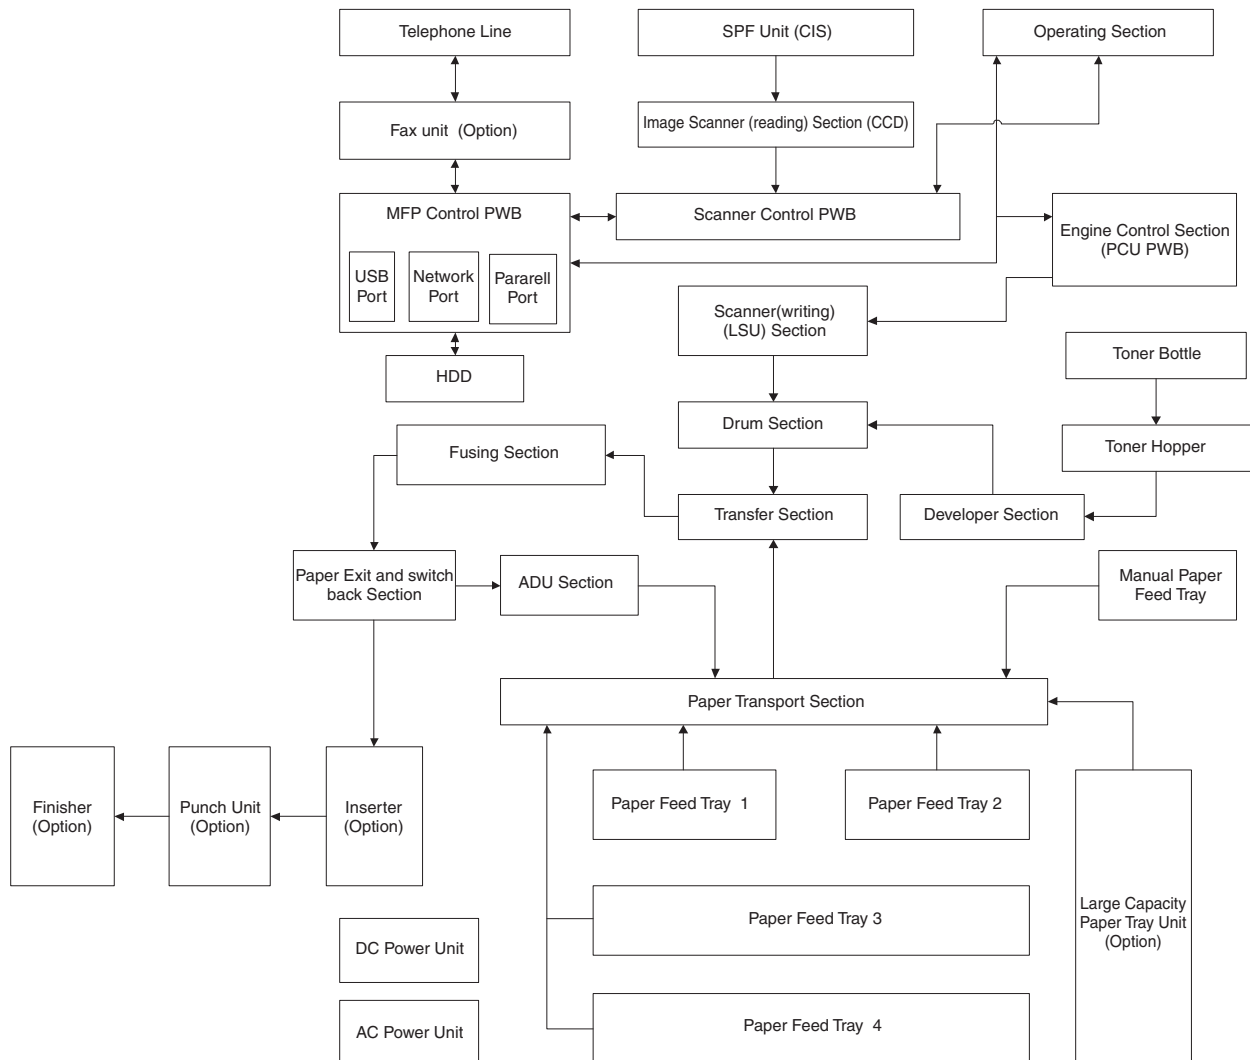 Telephone Line
SPF Unit (CIS)
Operating Section
Fax unit (Option)
Image Scanner (reading) Section (CCD)
MFP Control PWB
USB
Port
Network
Port
Pararell
Port
Scanner Control PWB
Engine Control Section
(PCU PWB)
Scanner(writing)
(LSU) Section
HDD
Toner Bottle
Drum Section
Fusing Section
Toner Hopper
Transfer Section
Developer Section
Paper Exit and switch
back Section
ADU Section
Manual Paper
Feed Tray
Paper Transport Section
Finisher
(Option)
Punch Unit
(Option)
Inserter
(Option)
Paper Feed Tray 1
Paper Feed Tray 2
Large Capacity
Paper Tray Unit
(Option)
Paper Feed Tray 3
DC Power Unit
Paper Feed Tray 4
AC Power Unit